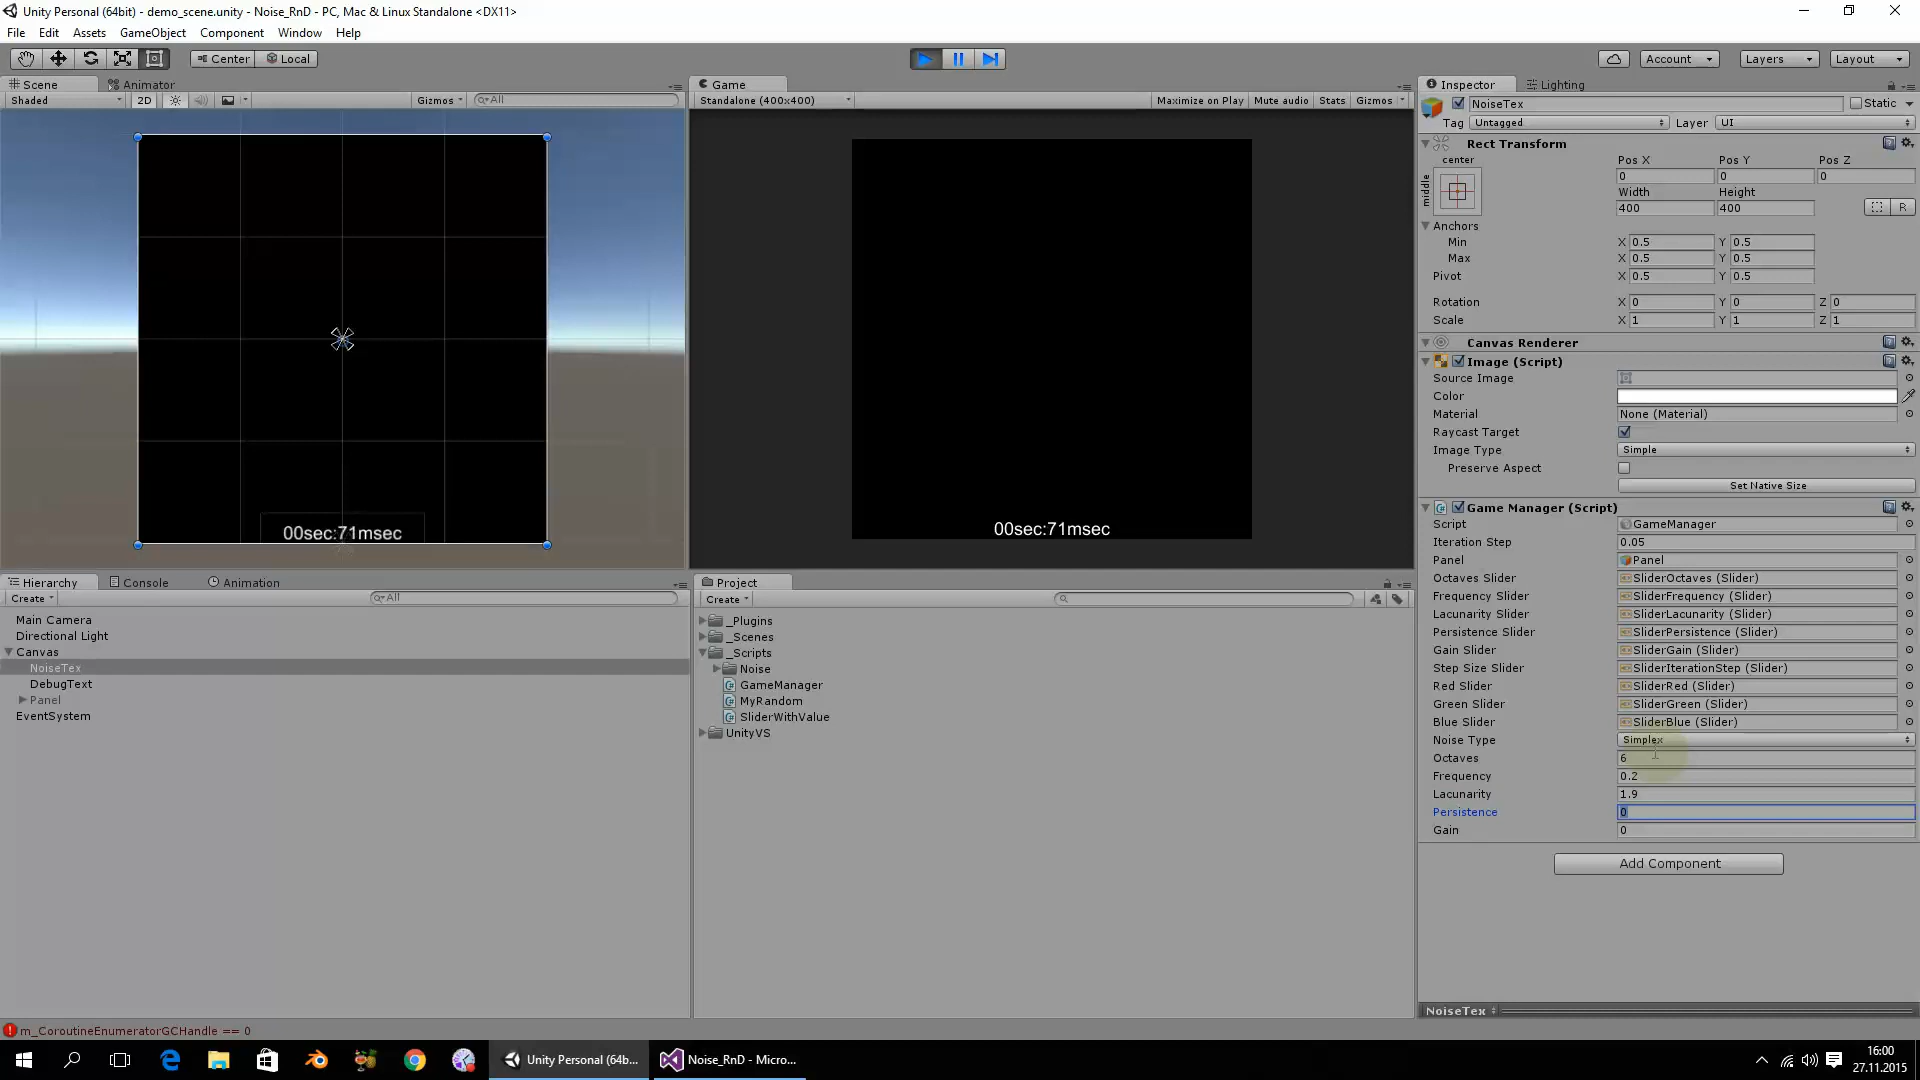 Unity Personal (64bit) - demo_scene.unity - Noise_RnD - PC, Mac & Linux Standalone <DX11>
File Edit Assets GameObject Component Window Help
Center Local Account Layers Layout
Scene Animator
Shaded 2D Gizmos All
00sec:71msec
Game
Standalone (400x400) Maximize on Play Mute audio Stats Gizmos
00sec:71msec
Inspector Lighting
NoiseTex Static
Tag Untagged Layer UI
Rect Transform
center Pos X Pos Y Pos Z
middle 0 0 0
Width Height
400 400 R
Anchors
Min X 0.5 Y 0.5
Max X 0.5 Y 0.5
Pivot X 0.5 Y 0.5
Rotation X 0 Y 0 Z 0
Scale X 1 Y 1 Z 1
Canvas Renderer
Image (Script)
Source Image
Color
Material None (Material)
Raycast Target
Image Type Simple
Preserve Aspect
Set Native Size
Game Manager (Script)
Script GameManager
Iteration Step 0.05
Panel Panel
Octaves Slider SliderOctaves (Slider)
Frequency Slider SliderFrequency (Slider)
Lacunarity Slider SliderLacunarity (Slider)
Persistence Slider SliderPersistence (Slider)
Gain Slider SliderGain (Slider)
Step Size Slider SliderIterationStep (Slider)
Red Slider SliderRed (Slider)
Green Slider SliderGreen (Slider)
Blue Slider SliderBlue (Slider)
Noise Type Simplex
Octaves 6
Frequency 0.2
Lacunarity 1.9
Persistence 0
Gain 0
Add Component
NoiseTex
Hierarchy Console Animation
Create All
Main Camera
Directional Light
Canvas
NoiseTex
DebugText
Panel
EventSystem
Project
Create
_Plugins
_Scenes
_Scripts
Noise
GameManager
MyRandom
SliderWithValue
UnityVS
m_CoroutineEnumeratorGCHandle == 0
Unity Personal (64b... Noise_RnD - Micro...
16:00
27.11.2015